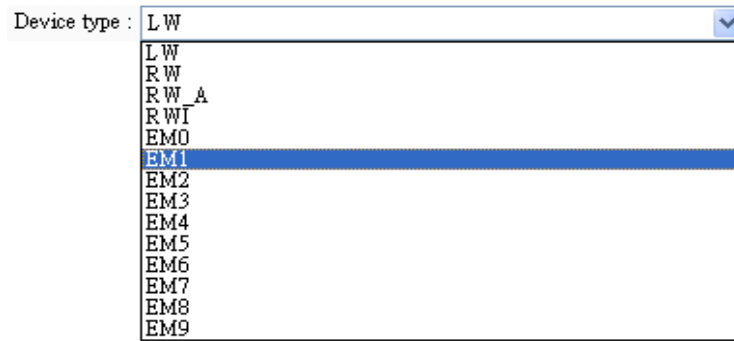 Device type : LW
LW
RW
RW_A
RWI
EM0
EM1
EM2
EM3
EM4
EM5
EM6
EM7
EM8
EM9